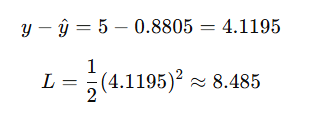 y − ŷ = 5 − 0.8805 = 4.1195
L = 1/2 (4.1195)² ≈ 8.485